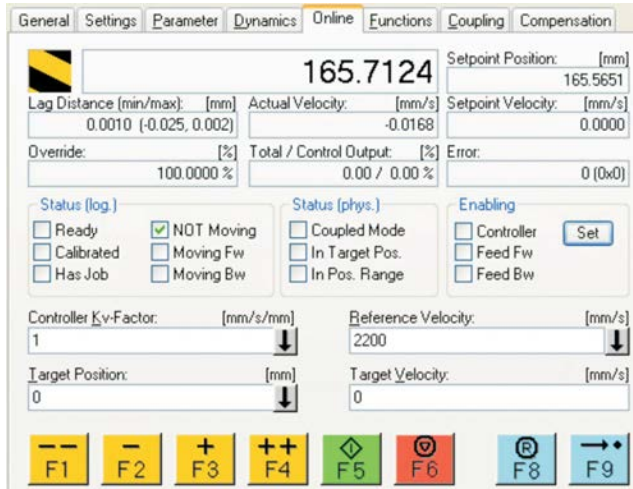 General Settings Parameter Dynamics Online Functions Coupling Compensation
165.7124
Setpoint Position: [mm]
165.5651
Lag Distance (min/max): [mm] Actual Velocity: [mm/s] Setpoint Velocity: [mm/s]
0.0010 (-0.025, 0.002) -0.0168 0.0000
Override: [%] Total / Control Output: [%] Error:
100.0000 % 0.00 / 0.00 % 0 (0x0)
Status (log.) Status (phys.) Enabling
Ready NOT Moving Coupled Mode Controller Set
Calibrated Moving Fw In Target Pos. Feed Fw
Has Job Moving Bw In Pos. Range Feed Bw
Controller Kv-Factor: [mm/s/mm] Reference Velocity: [mm/s]
1 2200
Target Position: [mm] Target Velocity: [mm/s]
0 0
-- - + ++ R
F1 F2 F3 F4 F5 F6 F8 F9